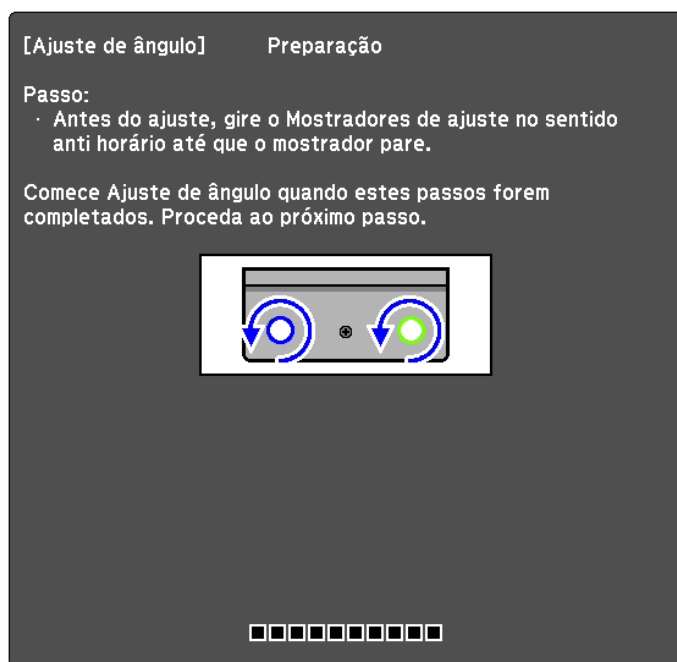 [Ajuste de ângulo] Preparação
Passo:
· Antes do ajuste, gire o Mostradores de ajuste no sentido
anti horário até que o mostrador pare.
Comece Ajuste de ângulo quando estes passos forem
completados. Proceda ao próximo passo.